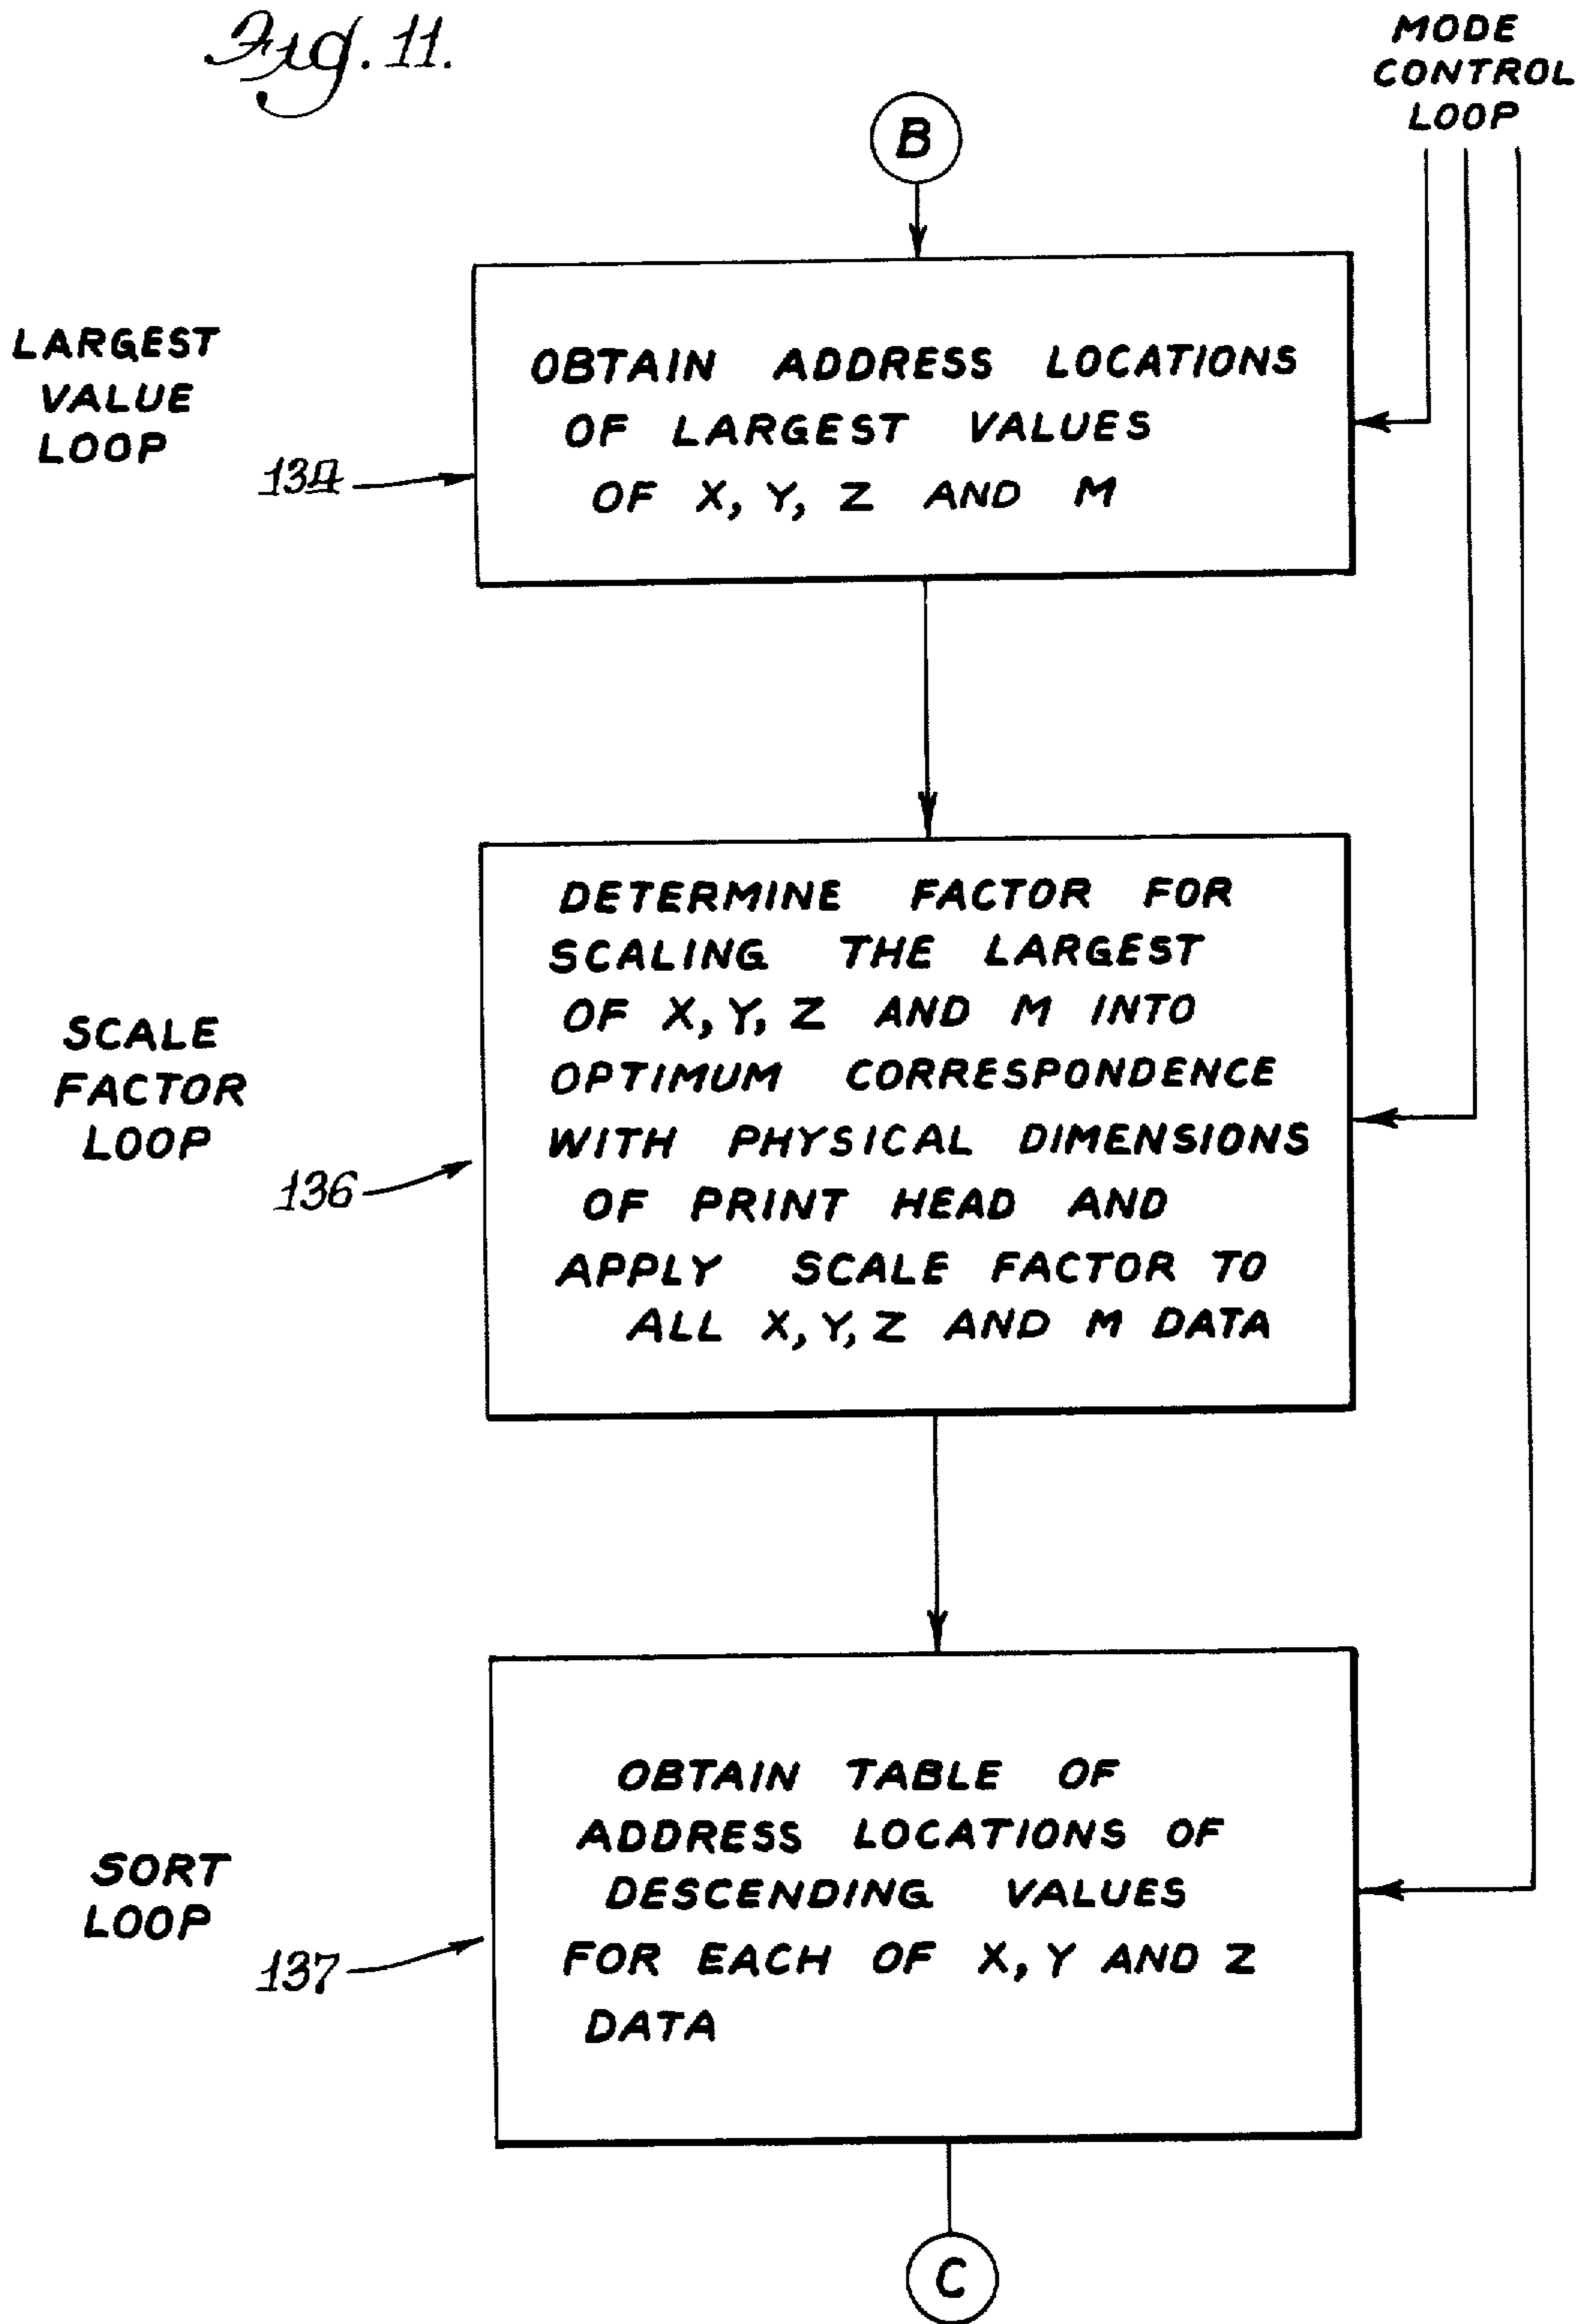 Fig. 11.
MODE
CONTROL
LOOP
B
LARGEST
VALUE
LOOP
134
OBTAIN ADDRESS LOCATIONS
OF LARGEST VALUES
OF X, Y, Z AND M
SCALE
FACTOR
LOOP
136
DETERMINE FACTOR FOR
SCALING THE LARGEST
OF X, Y, Z AND M INTO
OPTIMUM CORRESPONDENCE
WITH PHYSICAL DIMENSIONS
OF PRINT HEAD AND
APPLY SCALE FACTOR TO
ALL X, Y, Z AND M DATA
SORT
LOOP
137
OBTAIN TABLE OF
ADDRESS LOCATIONS OF
DESCENDING VALUES
FOR EACH OF X, Y AND Z
DATA
C